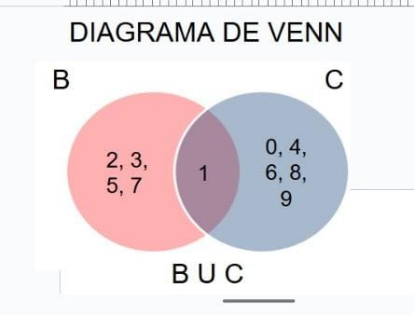 DIAGRAMA DE VENN
B
C
2, 3,
5, 7
1
0, 4,
6, 8,
9
B U C